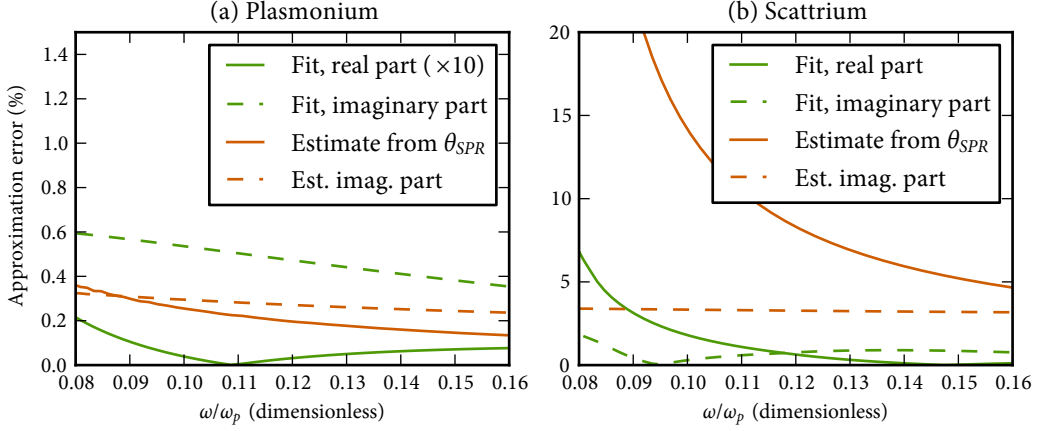 (a) Plasmonium
Approximation error (%)
1.4
1.2
1.0
0.8
0.6
0.4
0.2
0.0
Fit, real part (×10)
Fit, imaginary part
Estimate from θSPR
Est. imag. part
0.08 0.09 0.10 0.11 0.12 0.13 0.14 0.15 0.16
ω/ωp (dimensionless)
(b) Scattrium
20
15
10
5
0
Fit, real part
Fit, imaginary part
Estimate from θSPR
Est. imag. part
0.08 0.09 0.10 0.11 0.12 0.13 0.14 0.15 0.16
ω/ωp (dimensionless)